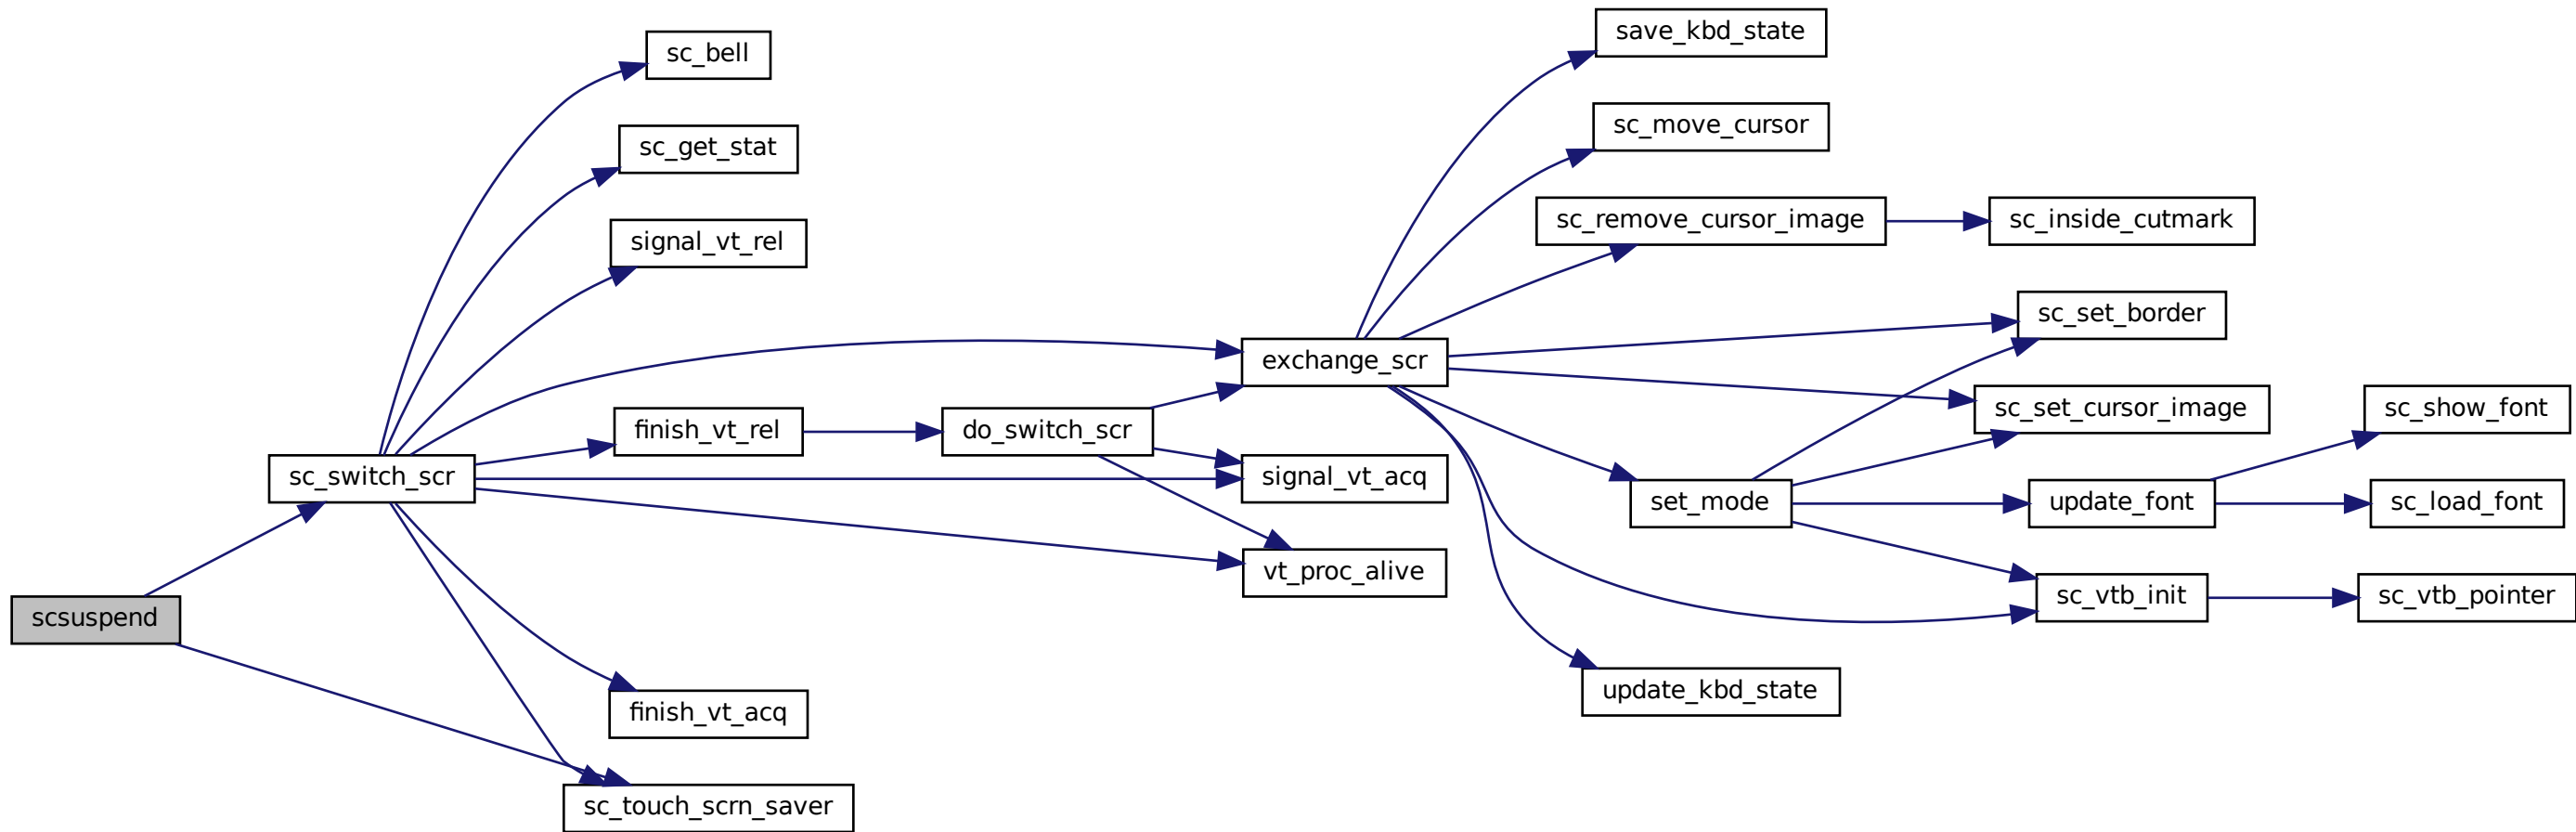 save_kbd_state
sc_bell
sc_move_cursor
sc_get_stat
sc_remove_cursor_image
sc_inside_cutmark
signal_vt_rel
sc_set_border
exchange_scr
sc_set_cursor_image
sc_show_font
finish_vt_rel
do_switch_scr
sc_switch_scr
signal_vt_acq
set_mode
update_font
sc_load_font
vt_proc_alive
sc_vtb_init
sc_vtb_pointer
scsuspend
update_kbd_state
finish_vt_acq
sc_touch_scrn_saver